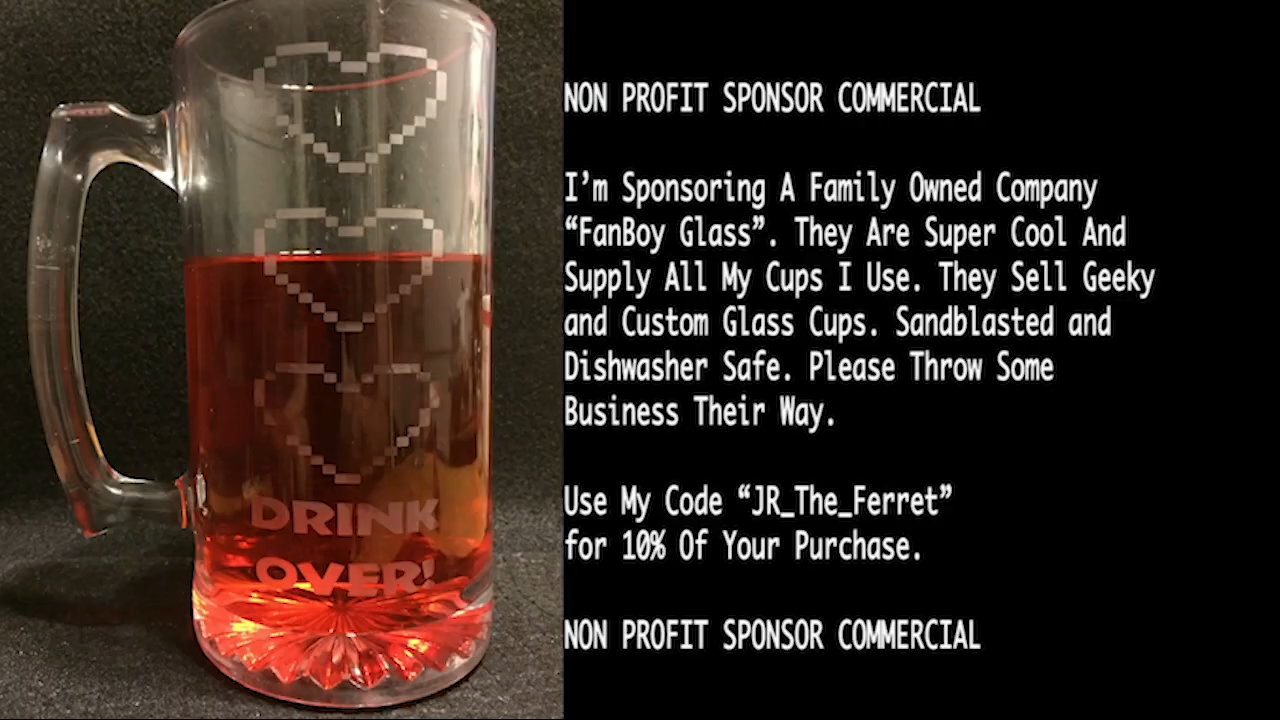 DRINK
OVER!
NON PROFIT SPONSOR COMMERCIAL
I’m Sponsoring A Family Owned Company
“FanBoy Glass”. They Are Super Cool And
Supply All My Cups I Use. They Sell Geeky
and Custom Glass Cups. Sandblasted and
Dishwasher Safe. Please Throw Some
Business Their Way.
Use My Code “JR_The_Ferret”
for 10% Of Your Purchase.
NON PROFIT SPONSOR COMMERCIAL